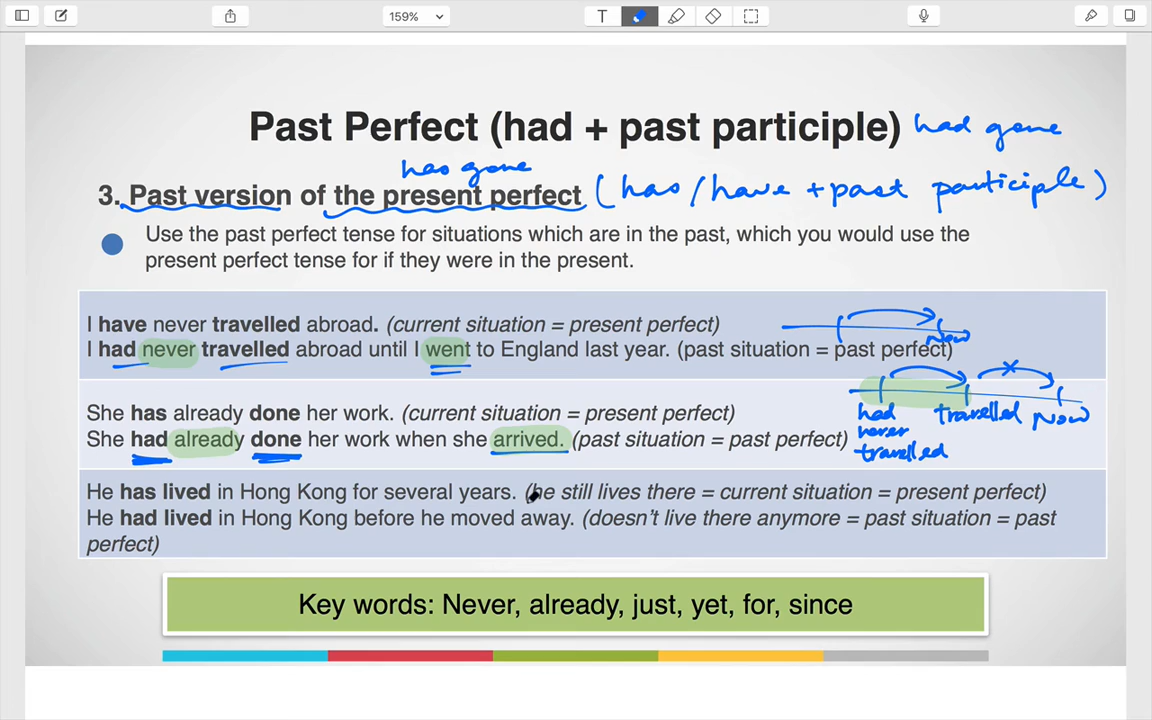 159%
T
Past Perfect (had + past participle) had gone
has gone
3. Past version of the present perfect (has/have + past participle)
Use the past perfect tense for situations which are in the past, which you would use the
present perfect tense for if they were in the present.
I have never travelled abroad. (current situation = present perfect)
Now
I had never travelled abroad until I went to England last year. (past situation = past perfect)
She has already done her work. (current situation = present perfect)
had never travelled
travelled
Now
She had already done her work when she arrived. (past situation = past perfect)
He has lived in Hong Kong for several years. (he still lives there = current situation = present perfect)
He had lived in Hong Kong before he moved away. (doesn't live there anymore = past situation = past
perfect)
Key words: Never, already, just, yet, for, since